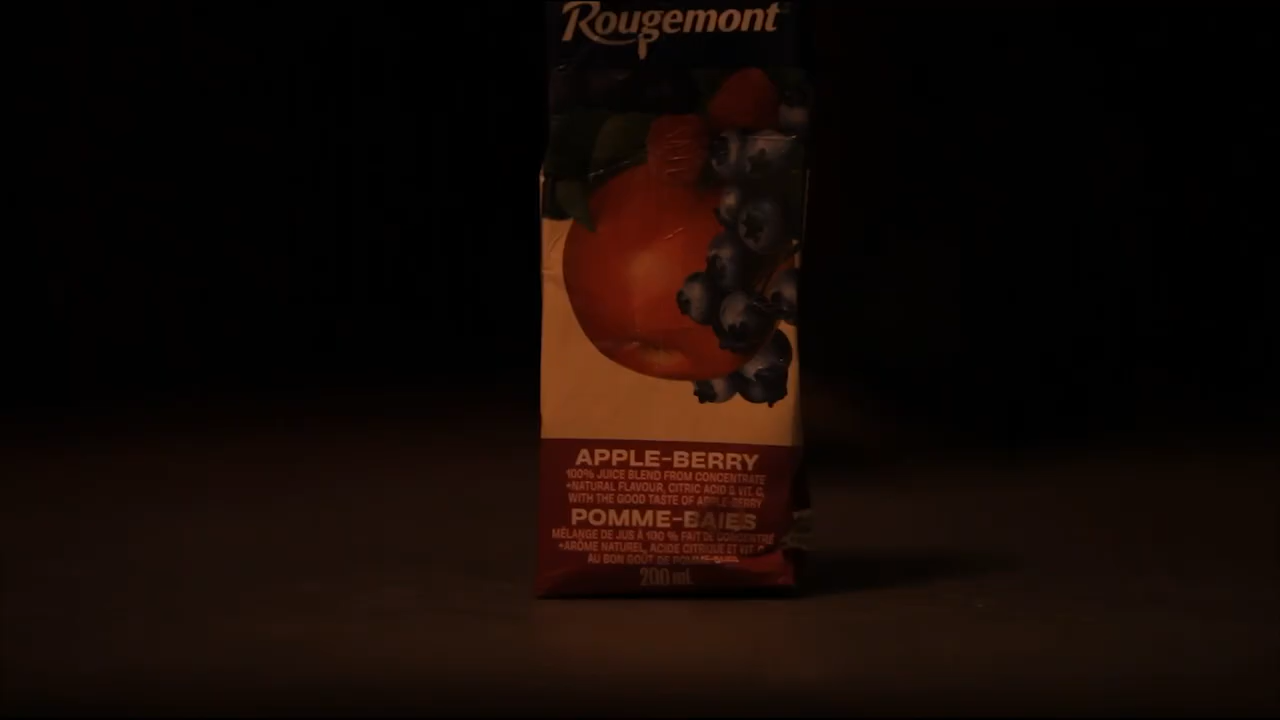 Rougemont
APPLE-BERRY
100% JUICE BLEND FROM CONCENTRATE
+NATURAL FLAVOUR, CITRIC ACID & VIT. C,
WITH THE GOOD TASTE OF APPLE-BERRY
POMME-BAIES
MÉLANGE DE JUS À 100 % FAIT DE CONCENTRÉ
+ARÔME NATUREL, ACIDE CITRIQUE ET VIT. C
AU BON GOÛT DE POMME-BAIES
200 mL